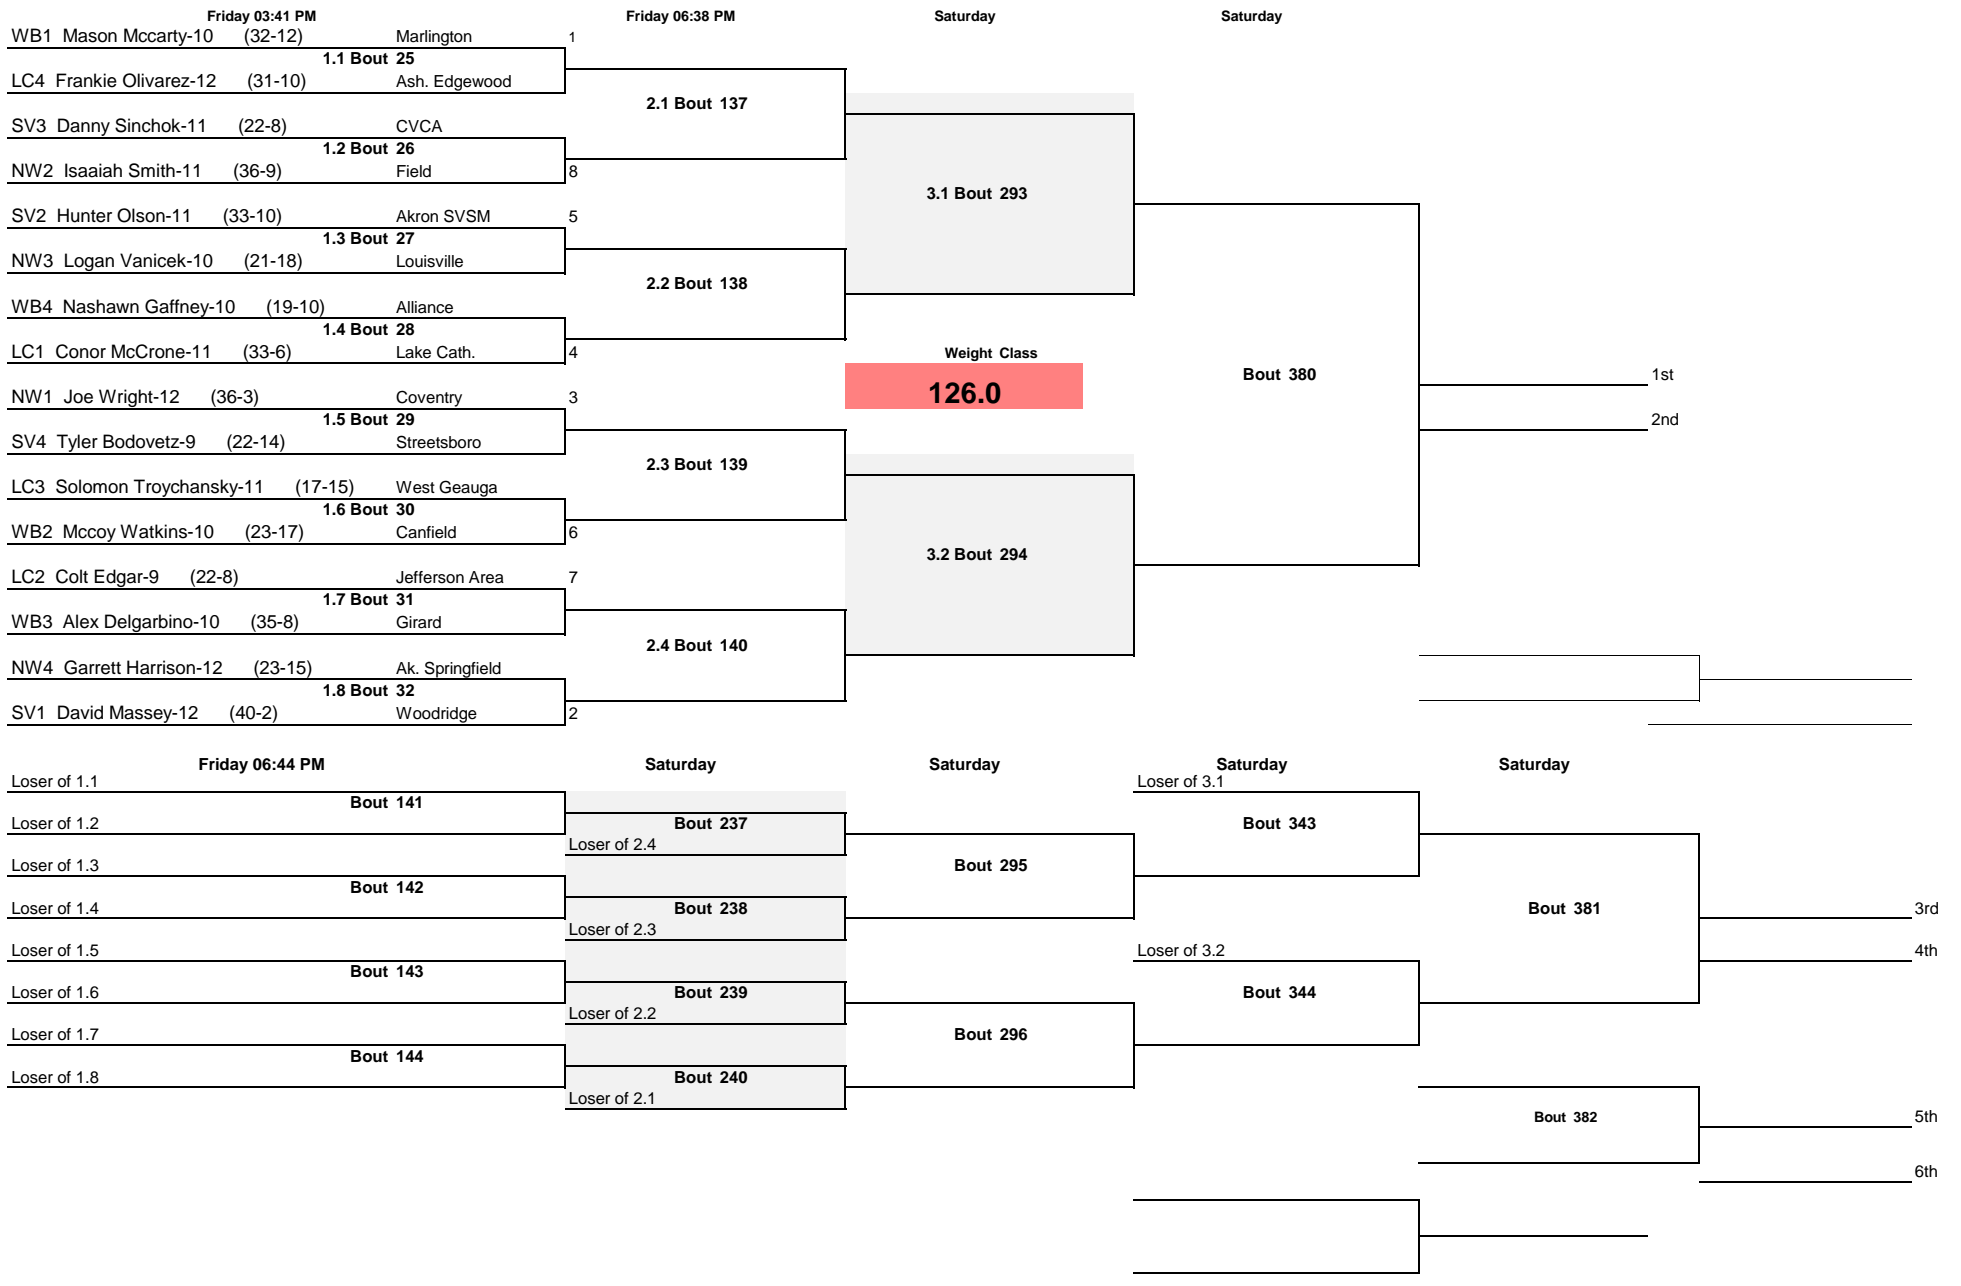 Friday 03:41 PM Friday 06:38 PM Saturday Saturday
WB1 Mason Mccarty-10 (32-12) Marlington 1
1.1 Bout 25
LC4 Frankie Olivarez-12 (31-10) Ash. Edgewood
2.1 Bout 137
SV3 Danny Sinchok-11 (22-8) CVCA
1.2 Bout 26
NW2 Isaaiah Smith-11 (36-9) Field 8
3.1 Bout 293
SV2 Hunter Olson-11 (33-10) Akron SVSM 5
1.3 Bout 27
NW3 Logan Vanicek-10 (21-18) Louisville
2.2 Bout 138
WB4 Nashawn Gaffney-10 (19-10) Alliance
1.4 Bout 28
LC1 Conor McCrone-11 (33-6) Lake Cath. 4
Weight Class
Bout 380
1st
126.0
NW1 Joe Wright-12 (36-3) Coventry 3
1.5 Bout 29
2nd
SV4 Tyler Bodovetz-9 (22-14) Streetsboro
2.3 Bout 139
LC3 Solomon Troychansky-11 (17-15) West Geauga
1.6 Bout 30
WB2 Mccoy Watkins-10 (23-17) Canfield 6
3.2 Bout 294
LC2 Colt Edgar-9 (22-8) Jefferson Area 7
1.7 Bout 31
WB3 Alex Delgarbino-10 (35-8) Girard
2.4 Bout 140
NW4 Garrett Harrison-12 (23-15) Ak. Springfield
1.8 Bout 32
SV1 David Massey-12 (40-2) Woodridge 2
Friday 06:44 PM Saturday Saturday Saturday Saturday
Loser of 1.1 Loser of 3.1
Bout 141
Loser of 1.2 Bout 237 Bout 343
Loser of 2.4
Loser of 1.3 Bout 295
Bout 142
Loser of 1.4 Bout 238 Bout 381 3rd
Loser of 2.3
Loser of 1.5 Loser of 3.2 4th
Bout 143
Loser of 1.6 Bout 239 Bout 344
Loser of 2.2
Loser of 1.7 Bout 296
Bout 144
Loser of 1.8 Bout 240
Loser of 2.1
Bout 382 5th
6th